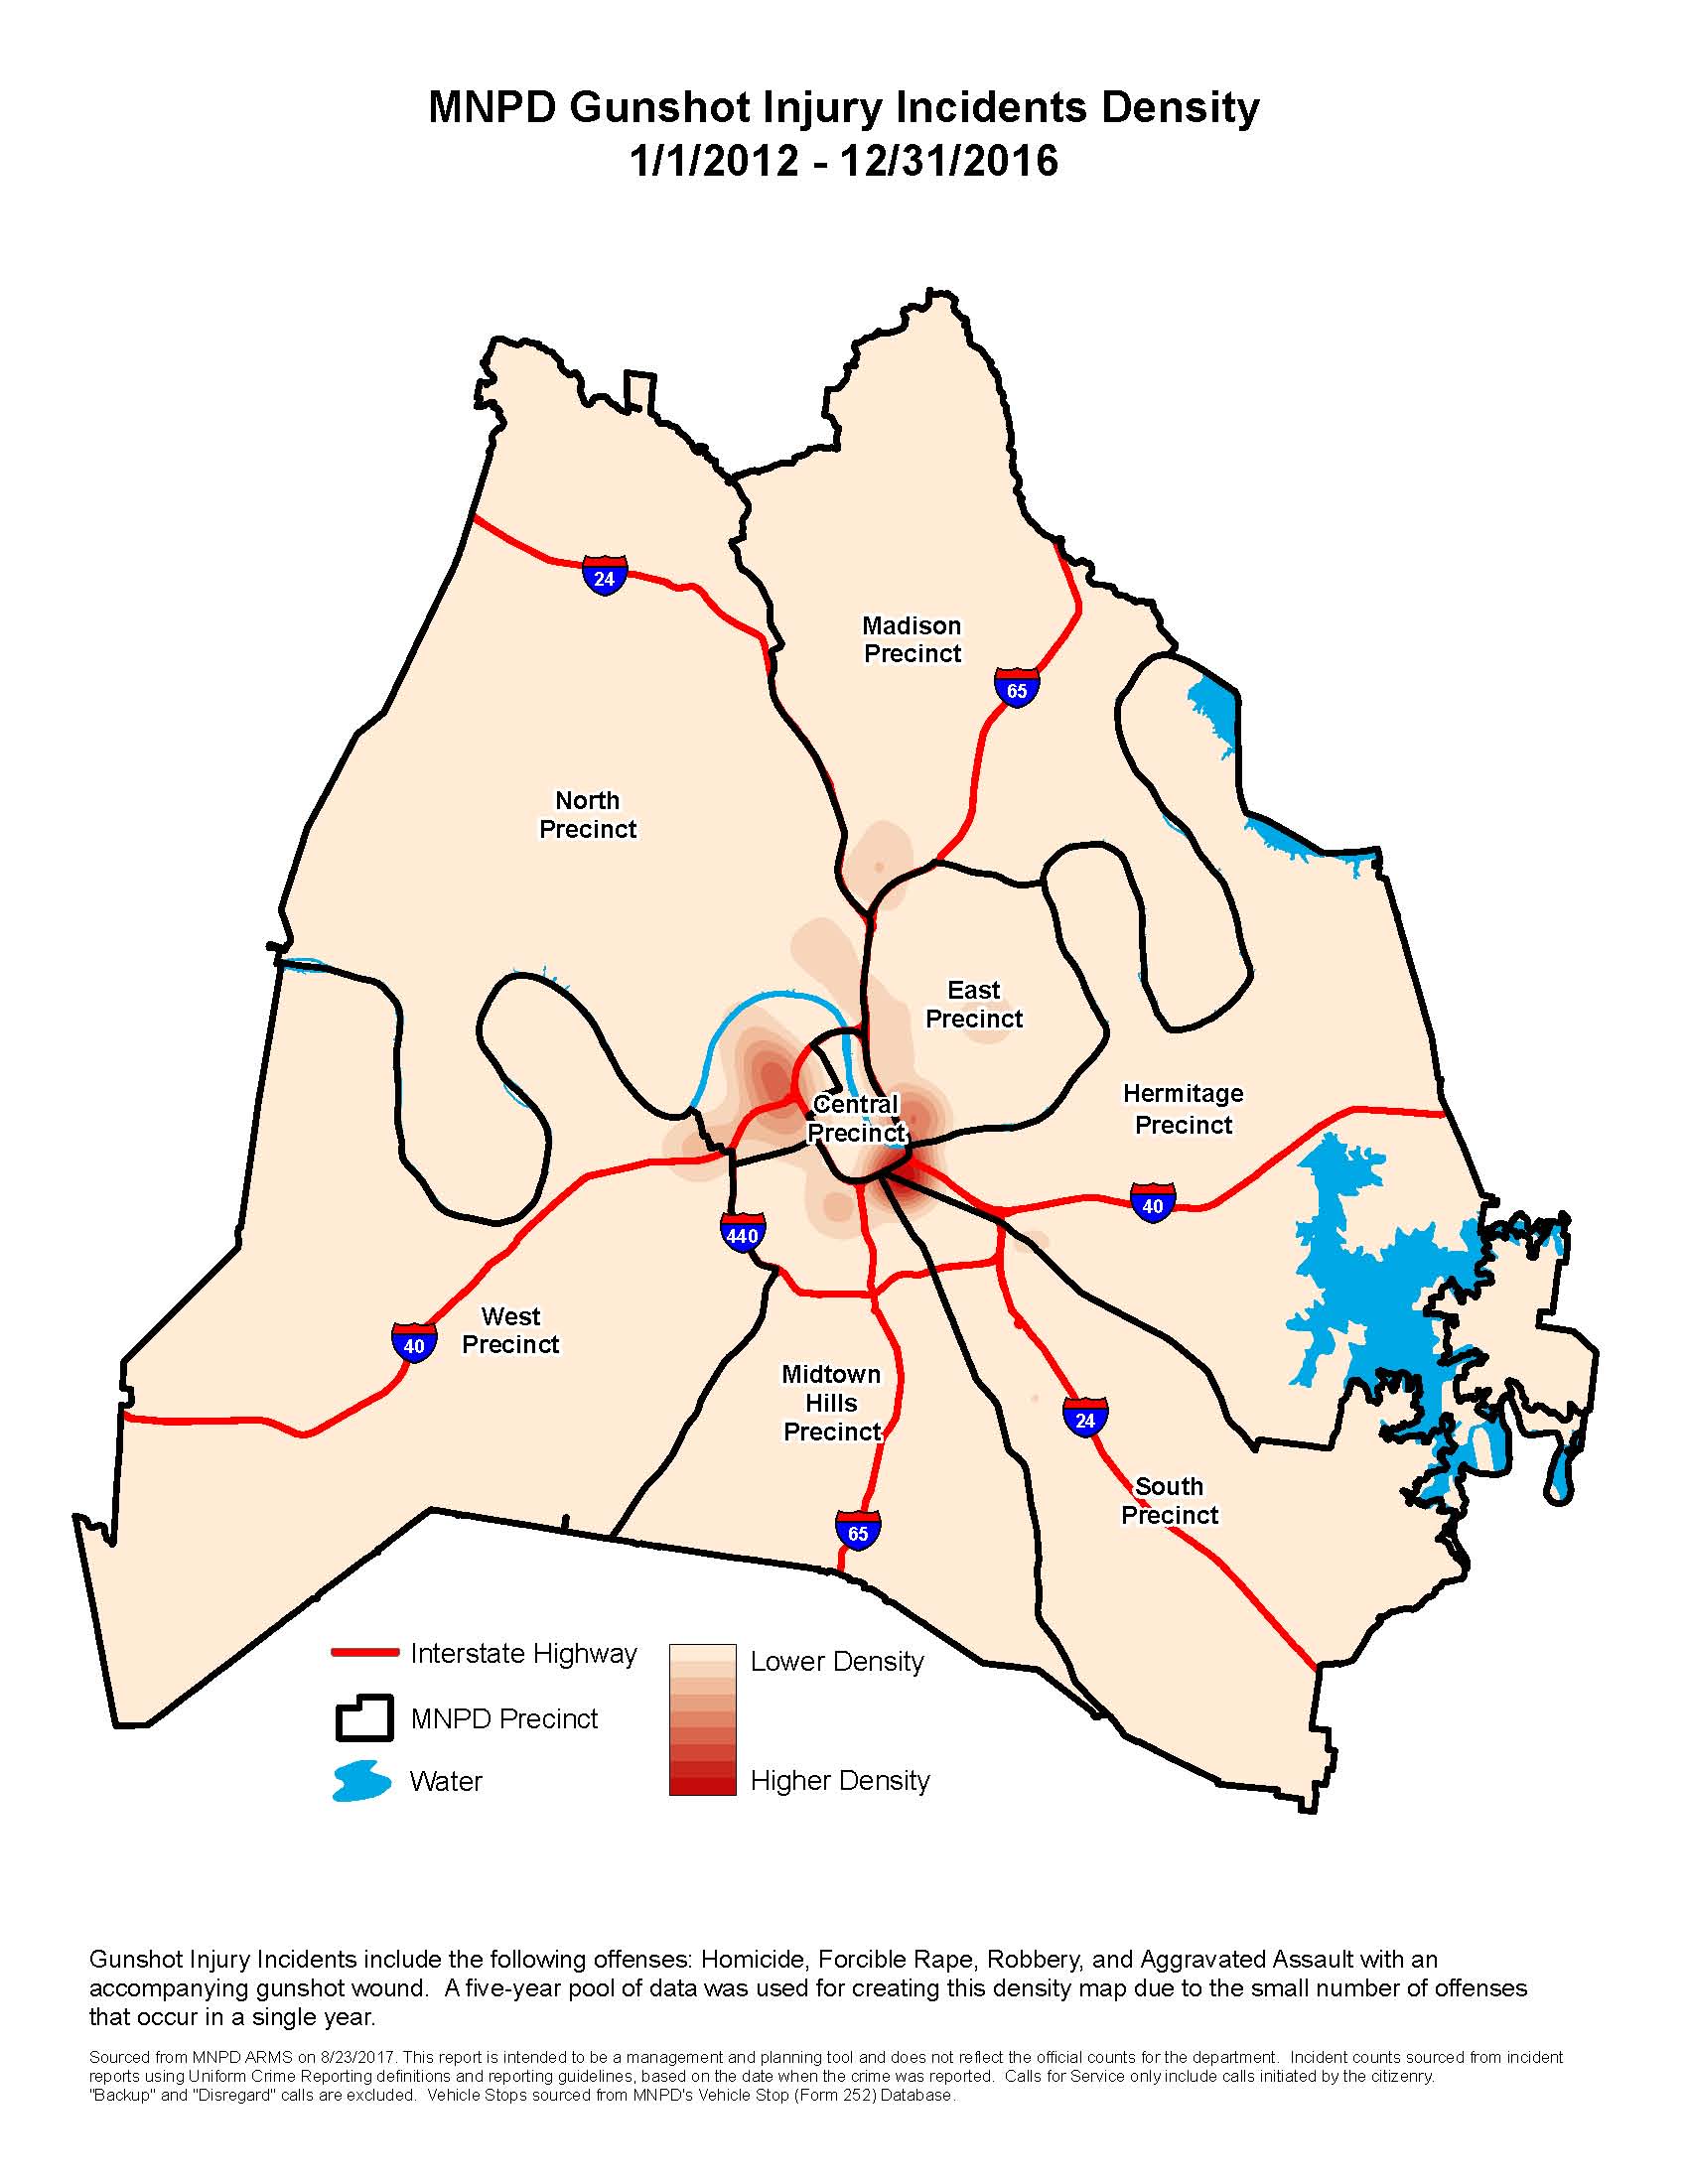 MNPD Gunshot Injury Incidents Density
1/1/2012 - 12/31/2016
24
Madison
Precinct
65
North
Precinct
East
Precinct
Hermitage
Precinct
Central
Precinct
40
440
West
Precinct
40
Midtown
Hills
Precinct
24
South
Precinct
65
Interstate Highway
MNPD Precinct
Water
Lower Density
Higher Density
Gunshot Injury Incidents include the following offenses: Homicide, Forcible Rape, Robbery, and Aggravated Assault with an
accompanying gunshot wound.  A five-year pool of data was used for creating this density map due to the small number of offenses
that occur in a single year.
Sourced from MNPD ARMS on 8/23/2017. This report is intended to be a management and planning tool and does not reflect the official counts for the department.  Incident counts sourced from incident
reports using Uniform Crime Reporting definitions and reporting guidelines, based on the date when the crime was reported.  Calls for Service only include calls initiated by the citizenry.
"Backup" and "Disregard" calls are excluded.  Vehicle Stops sourced from MNPD's Vehicle Stop (Form 252) Database.